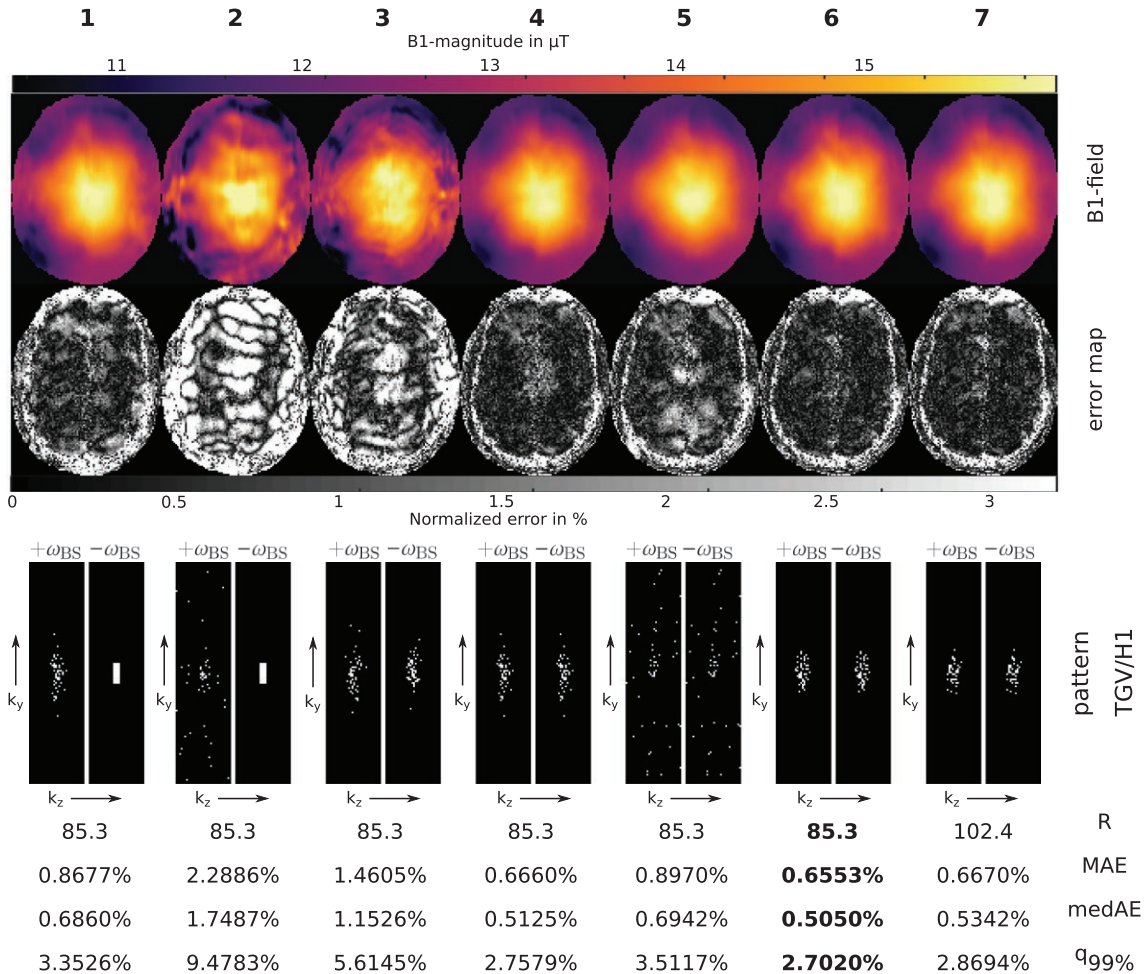 1 2 3 4 5 6 7
B1-magnitude in μT
11 12 13 14 15
B1-field
error map
0 0.5 1 1.5 2 2.5 3
Normalized error in %
+ωBS −ωBS +ωBS −ωBS +ωBS −ωBS +ωBS −ωBS +ωBS −ωBS +ωBS −ωBS +ωBS −ωBS
pattern
TGV/H1
ky ky ky ky ky ky ky
kz kz kz kz kz kz kz
85.3 85.3 85.3 85.3 85.3 85.3 102.4 R
0.8677% 2.2886% 1.4605% 0.6660% 0.8970% 0.6553% 0.6670% MAE
0.6860% 1.7487% 1.1526% 0.5125% 0.6942% 0.5050% 0.5342% medAE
3.3526% 9.4783% 5.6145% 2.7579% 3.5117% 2.7020% 2.8694% q99%